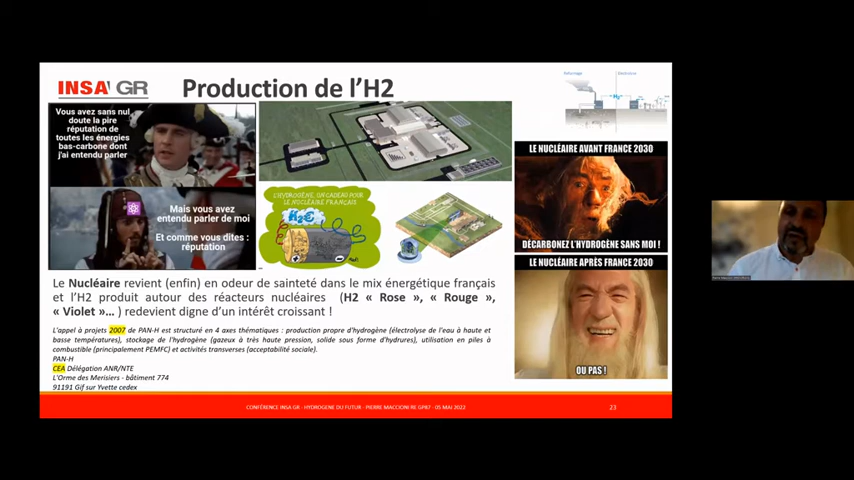 INSA GR
Production de l'H2
Vous avez sans nul
doute la pire
réputation de
toutes les énergies
bas-carbone dont
j'ai entendu parler
Mais vous avez
entendu parler de moi
Et comme vous dites :
réputation
L'HYDROGÈNE, UN CADEAU POUR
LE NUCLÉAIRE FRANÇAIS
LE NUCLÉAIRE AVANT FRANCE 2030
DÉCARBONEZ L'HYDROGÈNE SANS MOI !
LE NUCLÉAIRE APRÈS FRANCE 2030
OU PAS !
Le Nucléaire revient (enfin) en odeur de sainteté dans le mix énergétique français
et l'H2 produit autour des réacteurs nucléaires (H2 « Rose », « Rouge »,
« Violet »… ) redevient digne d'un intérêt croissant !
L'appel à projets 2007 de PAN-H est structuré en 4 axes thématiques : production propre d'hydrogène (électrolyse de l'eau à haute et
basse températures), stockage de l'hydrogène (gazeux à très haute pression, solide sous forme d'hydrures), utilisation en piles à
combustible (principalement PEMFC) et activités transverses (acceptabilité sociale).
PAN-H
CEA Délégation ANR/NTE
L'Orme des Merisiers - bâtiment 774
91191 Gif sur Yvette cedex
CONFÉRENCE INSA GR - HYDROGENE DU FUTUR - PIERRE MACCIONI RE GP87 - 05 MAI 2022
23